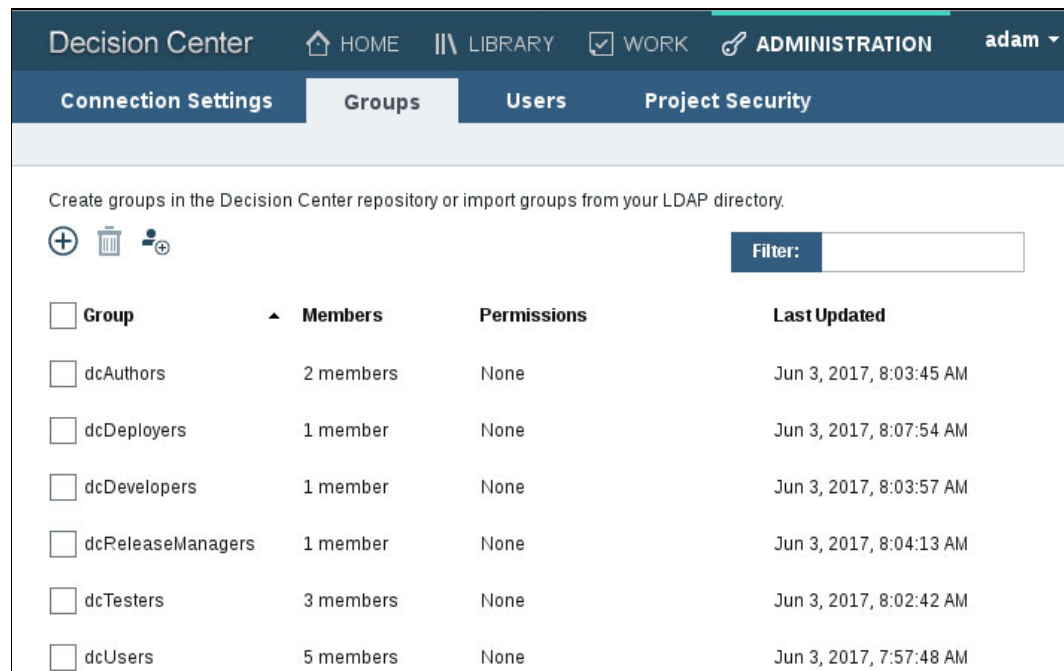 Decision Center HOME LIBRARY WORK ADMINISTRATION adam
Connection Settings Groups Users Project Security
Create groups in the Decision Center repository or import groups from your LDAP directory.
Filter:
Group Members Permissions Last Updated
dcAuthors 2 members None Jun 3, 2017, 8:03:45 AM
dcDeployers 1 member None Jun 3, 2017, 8:07:54 AM
dcDevelopers 1 member None Jun 3, 2017, 8:03:57 AM
dcReleaseManagers 1 member None Jun 3, 2017, 8:04:13 AM
dcTesters 3 members None Jun 3, 2017, 8:02:42 AM
dcUsers 5 members None Jun 3, 2017, 7:57:48 AM